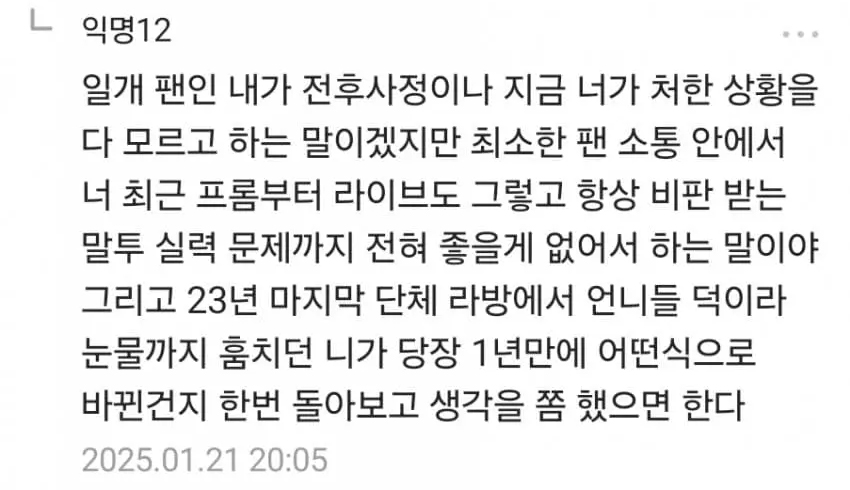 익명12
일개 팬인 내가 전후사정이나 지금 너가 처한 상황을
다 모르고 하는 말이겠지만 최소한 팬 소통 안에서
너 최근 프롬부터 라이브도 그렇고 항상 비판 받는
말투 실력 문제까지 전혀 좋을게 없어서 하는 말이야
그리고 23년 마지막 단체 라방에서 언니들 덕이라
눈물까지 훔치던 니가 당장 1년만에 어떤식으로
바뀐건지 한번 돌아보고 생각을 쫌 했으면 한다
2025.01.21 20:05